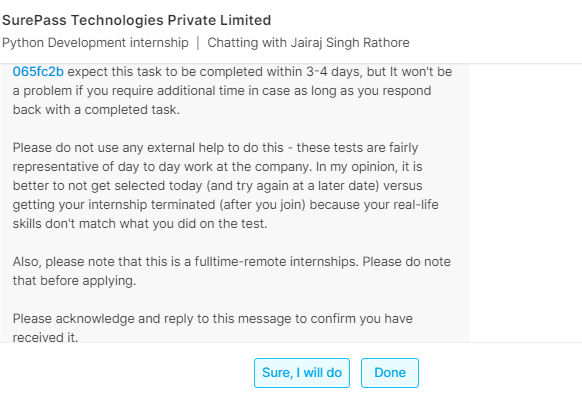 SurePass Technologies Private Limited
Python Development internship | Chatting with Jairaj Singh Rathore
065fc2b expect this task to be completed within 3-4 days, but It won't be
a problem if you require additional time in case as long as you respond
back with a completed task.
Please do not use any external help to do this - these tests are fairly
representative of day to day work at the company. In my opinion, it is
better to not get selected today (and try again at a later date) versus
getting your internship terminated (after you join) because your real-life
skills don't match what you did on the test.
Also, please note that this is a fulltime-remote internships. Please do note
that before applying.
Please acknowledge and reply to this message to confirm you have
received it.
Sure, I will do Done